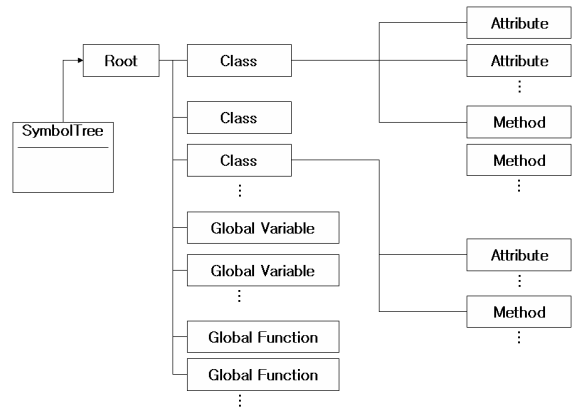 Attribute
Root
Class
Attribute
Class
Method
SymbolTree
Class
Method
Global Variable
Attribute
Global Variable
Method
Global Function
Global Function